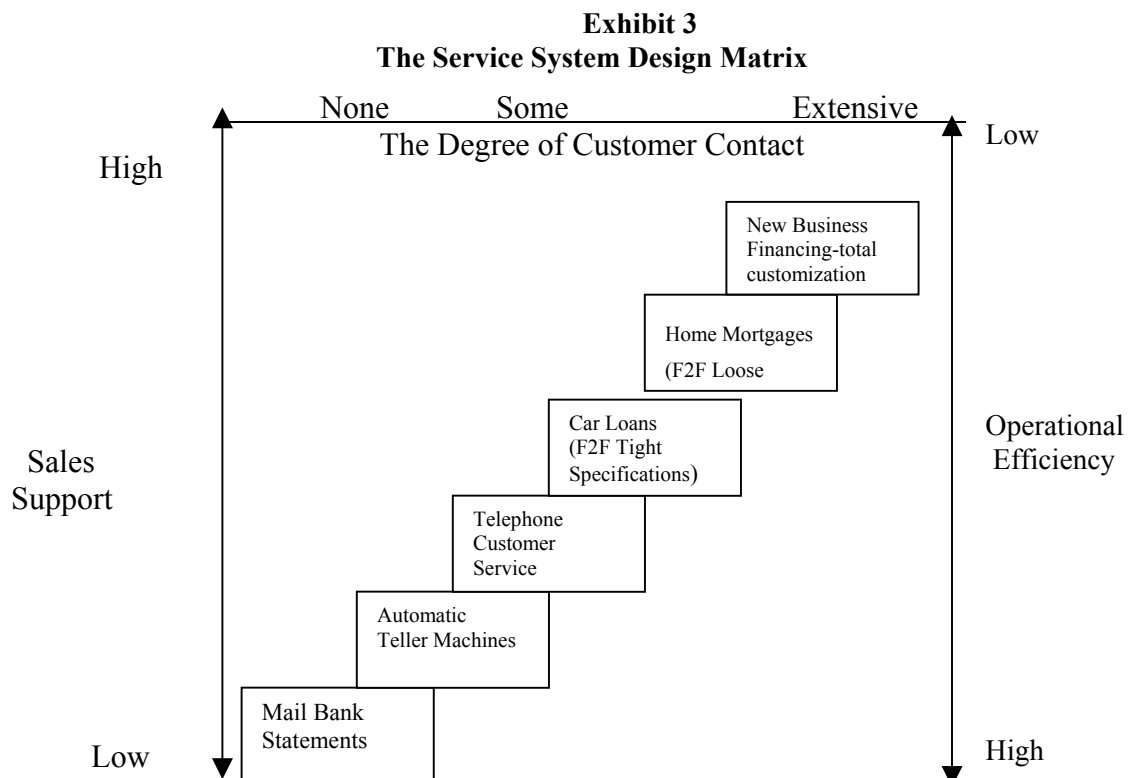 Exhibit 3
The Service System Design Matrix
None Some Extensive
The Degree of Customer Contact
High
Low
New Business
Financing-total
customization
Home Mortgages
(F2F Loose
Car Loans
(F2F Tight
Specifications)
Sales
Support
Operational
Efficiency
Telephone
Customer
Service
Automatic
Teller Machines
Mail Bank
Statements
Low
High